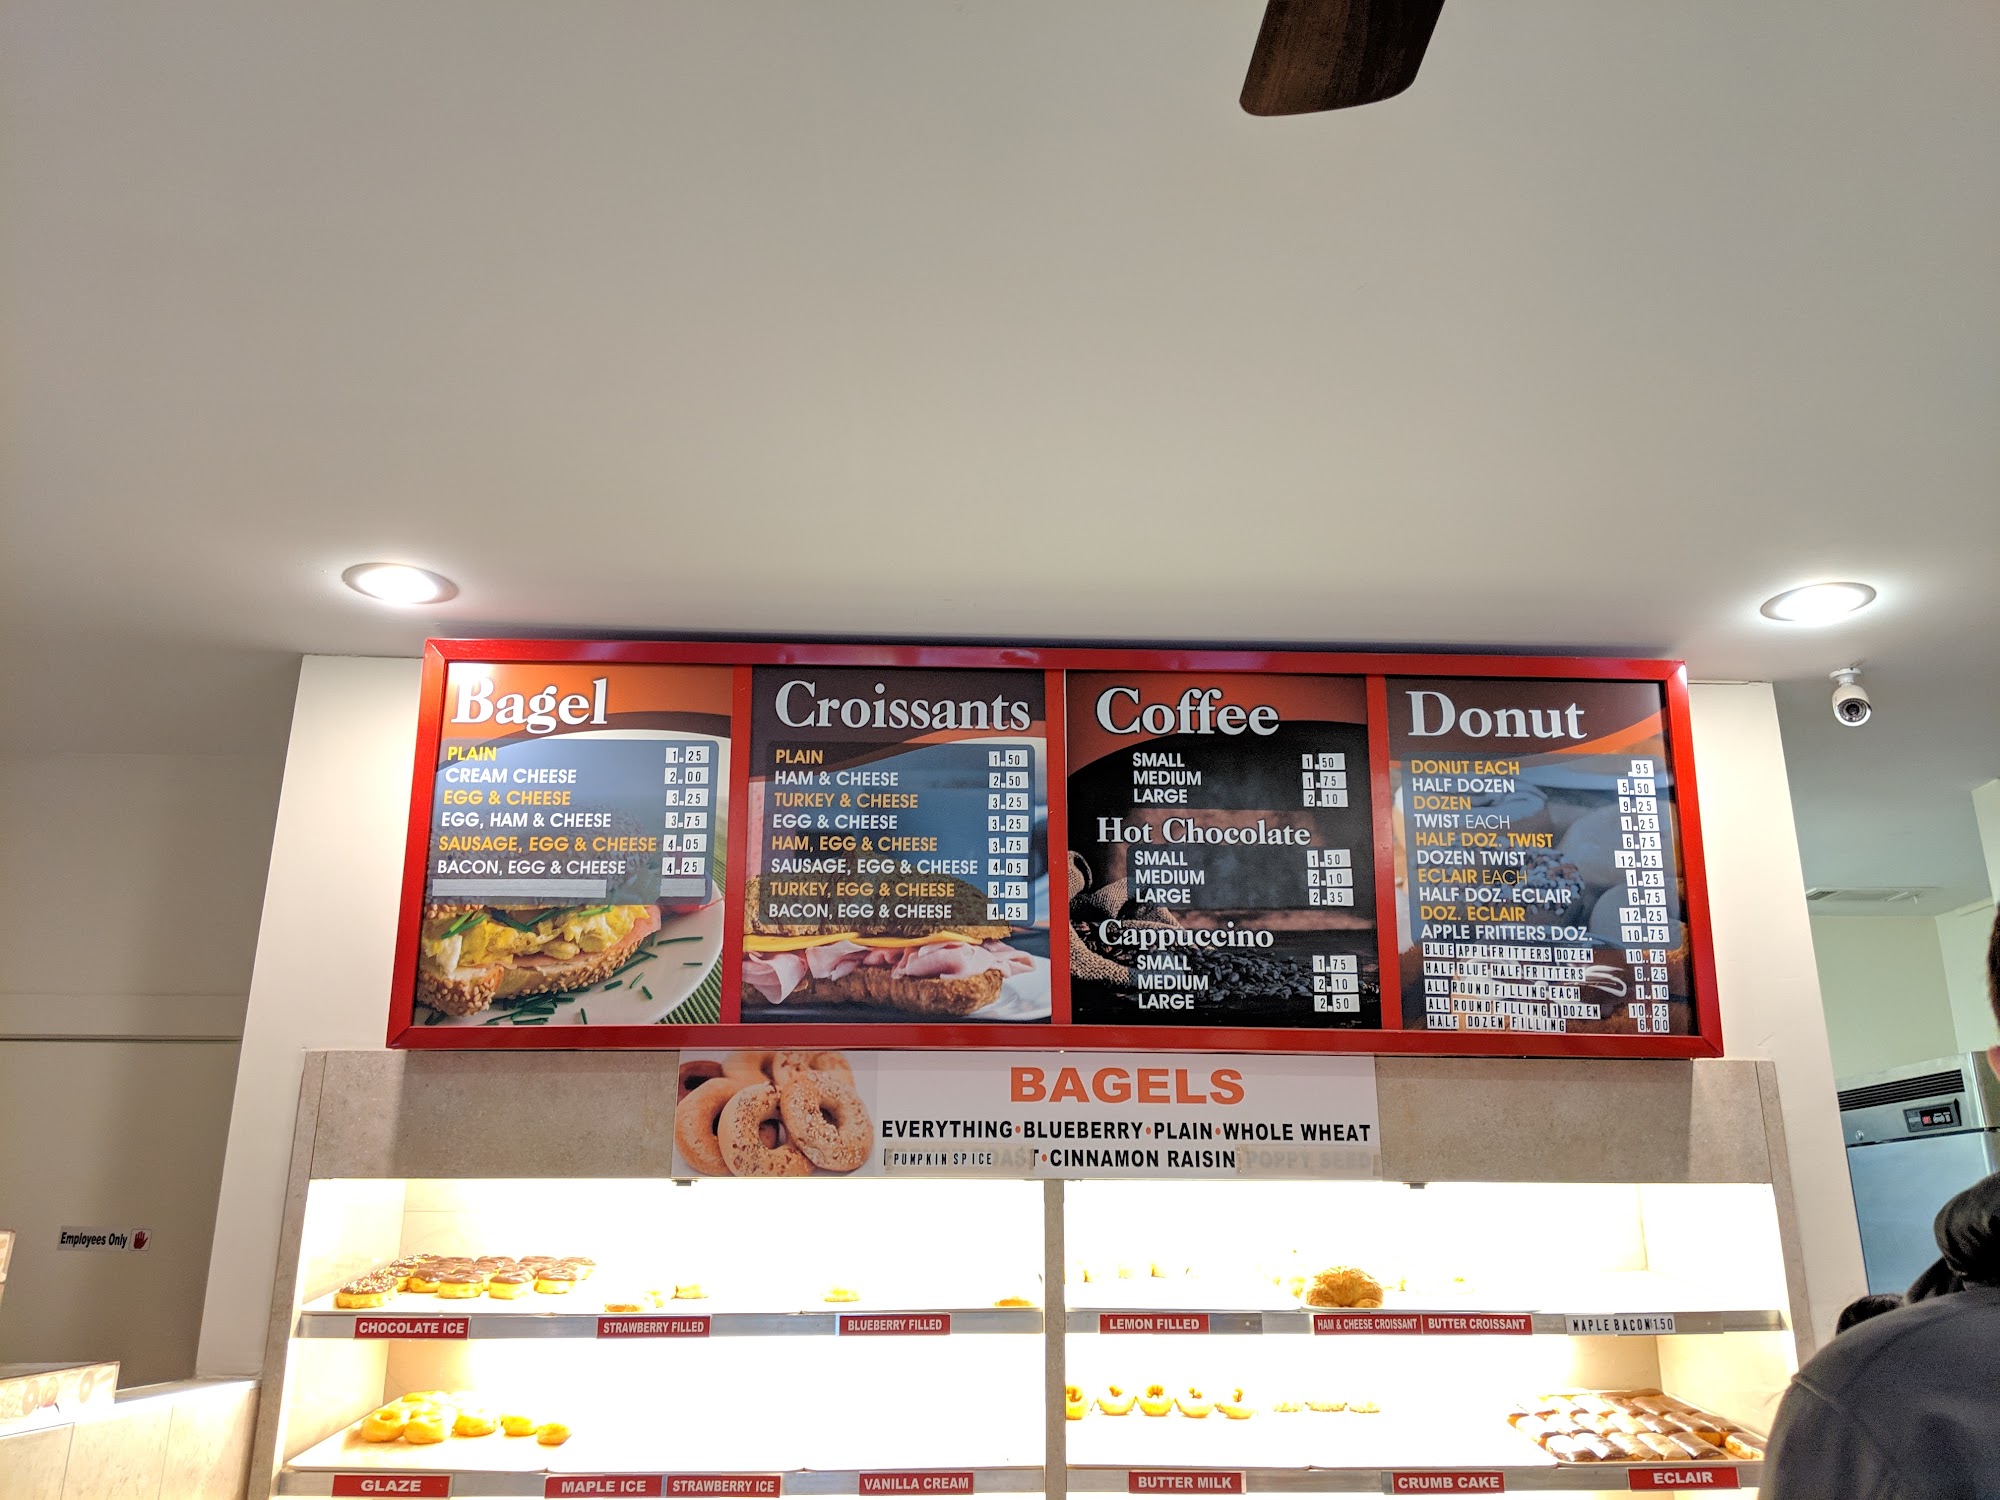 Bagel
PLAIN 1.25
CREAM CHEESE 2.00
EGG & CHEESE 3.25
EGG, HAM & CHEESE 3.75
SAUSAGE, EGG & CHEESE 4.05
BACON, EGG & CHEESE 4.25
Croissants
PLAIN 1.50
HAM & CHEESE 2.50
TURKEY & CHEESE 3.25
EGG & CHEESE 3.25
HAM, EGG & CHEESE 3.75
SAUSAGE, EGG & CHEESE 4.05
TURKEY, EGG & CHEESE 3.75
BACON, EGG & CHEESE 4.25
Coffee
SMALL 1.50
MEDIUM 1.75
LARGE 2.10
Hot Chocolate
SMALL 1.50
MEDIUM 2.10
LARGE 2.35
Cappuccino
SMALL 1.75
MEDIUM 2.10
LARGE 2.50
Donut
DONUT EACH .95
HALF DOZEN 5.50
DOZEN 9.25
TWIST EACH 1.25
HALF DOZ. TWIST 6.75
DOZEN TWIST 12.25
ECLAIR EACH 1.25
HALF DOZ. ECLAIR 6.75
DOZ. ECLAIR 12.25
APPLE FRITTERS DOZ. 10.75
BLUE APPL FRITTERS DOZEN 10.75
HALF BLUE HALF FRITTERS 6.25
ALL ROUND FILLING EACH 1.10
ALL ROUND FILLING 1 DOZEN 10.25
HALF DOZEN FILLING 6.00
BAGELS
EVERYTHING•BLUEBERRY•PLAIN•WHOLE WHEAT
PUMPKIN SPICE •CINNAMON RAISIN POPPY SEED
Employees Only
CHOCOLATE ICE STRAWBERRY FILLED BLUEBERRY FILLED LEMON FILLED HAM & CHEESE CROISSANT BUTTER CROISSANT MAPLE BACON 1.50
GLAZE MAPLE ICE STRAWBERRY ICE VANILLA CREAM BUTTER MILK CRUMB CAKE ECLAIR